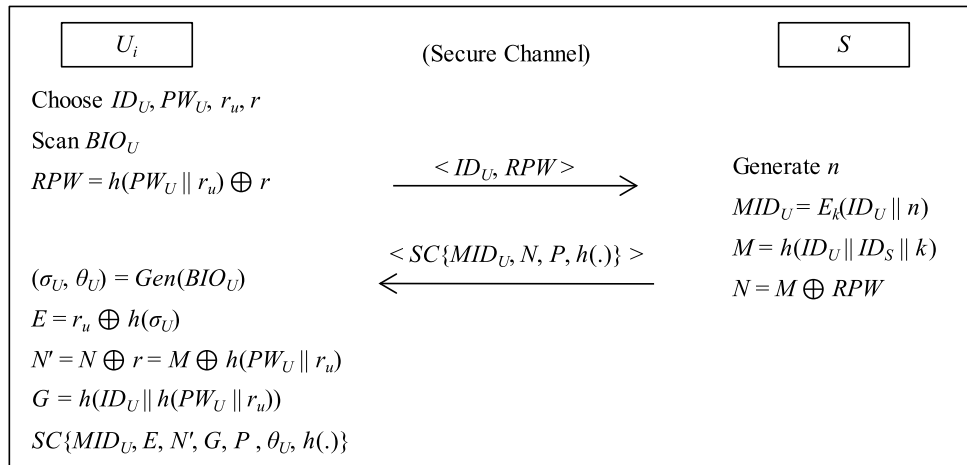 U_i
(Secure Channel)
S
Choose ID_U, PW_U, r_u, r
Scan BIO_U
RPW = h(PW_U || r_u) ⊕ r
< ID_U, RPW >
Generate n
MID_U = E_k(ID_U || n)
M = h(ID_U || ID_S || k)
N = M ⊕ RPW
< SC{MID_U, N, P, h(.)} >
(σ_U, θ_U) = Gen(BIO_U)
E = r_u ⊕ h(σ_U)
N′ = N ⊕ r = M ⊕ h(PW_U || r_u)
G = h(ID_U || h(PW_U || r_u))
SC{MID_U, E, N′, G, P , θ_U, h(.)}